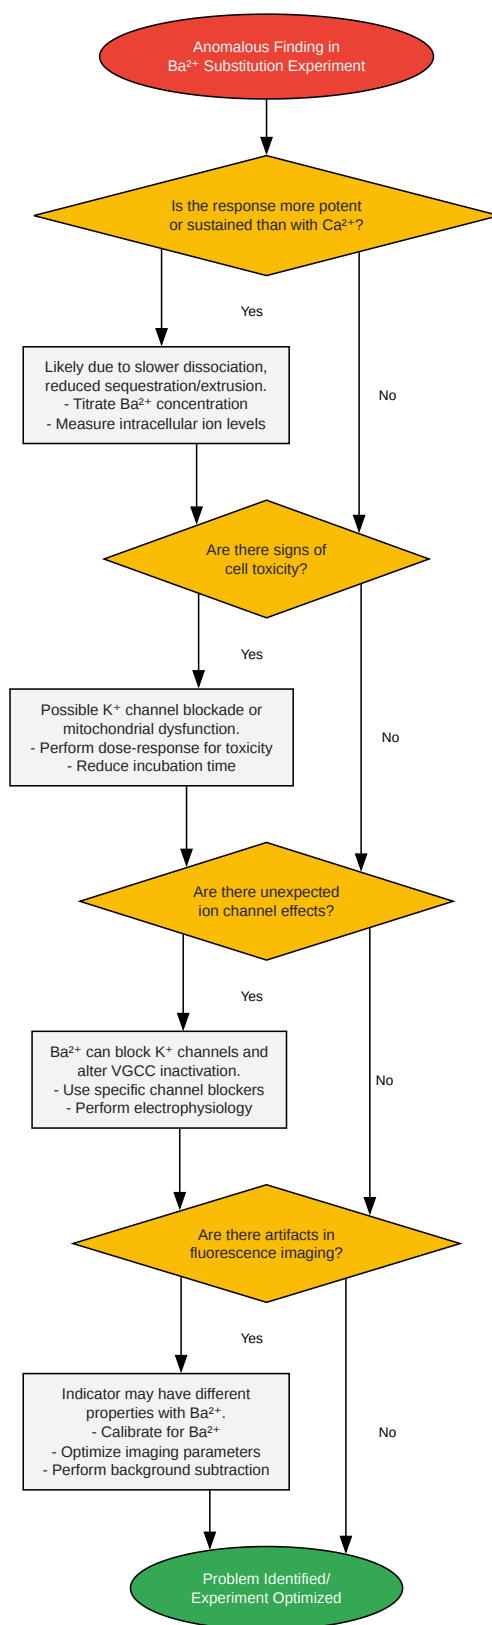 Anomalous Finding in
Ba²⁺ Substitution Experiment
Is the response more potent
or sustained than with Ca²⁺?
Yes
Likely due to slower dissociation,
reduced sequestration/extrusion.
- Titrate Ba²⁺ concentration
- Measure intracellular ion levels
No
Are there signs of
cell toxicity?
Yes
Possible K⁺ channel blockade or
mitochondrial dysfunction.
- Perform dose-response for toxicity
- Reduce incubation time
No
Are there unexpected
ion channel effects?
Yes
Ba²⁺ can block K⁺ channels and
alter VGCC inactivation.
- Use specific channel blockers
- Perform electrophysiology
No
Are there artifacts in
fluorescence imaging?
Yes
Indicator may have different
properties with Ba²⁺.
- Calibrate for Ba²⁺
- Optimize imaging parameters
- Perform background subtraction
No
Problem Identified/
Experiment Optimized